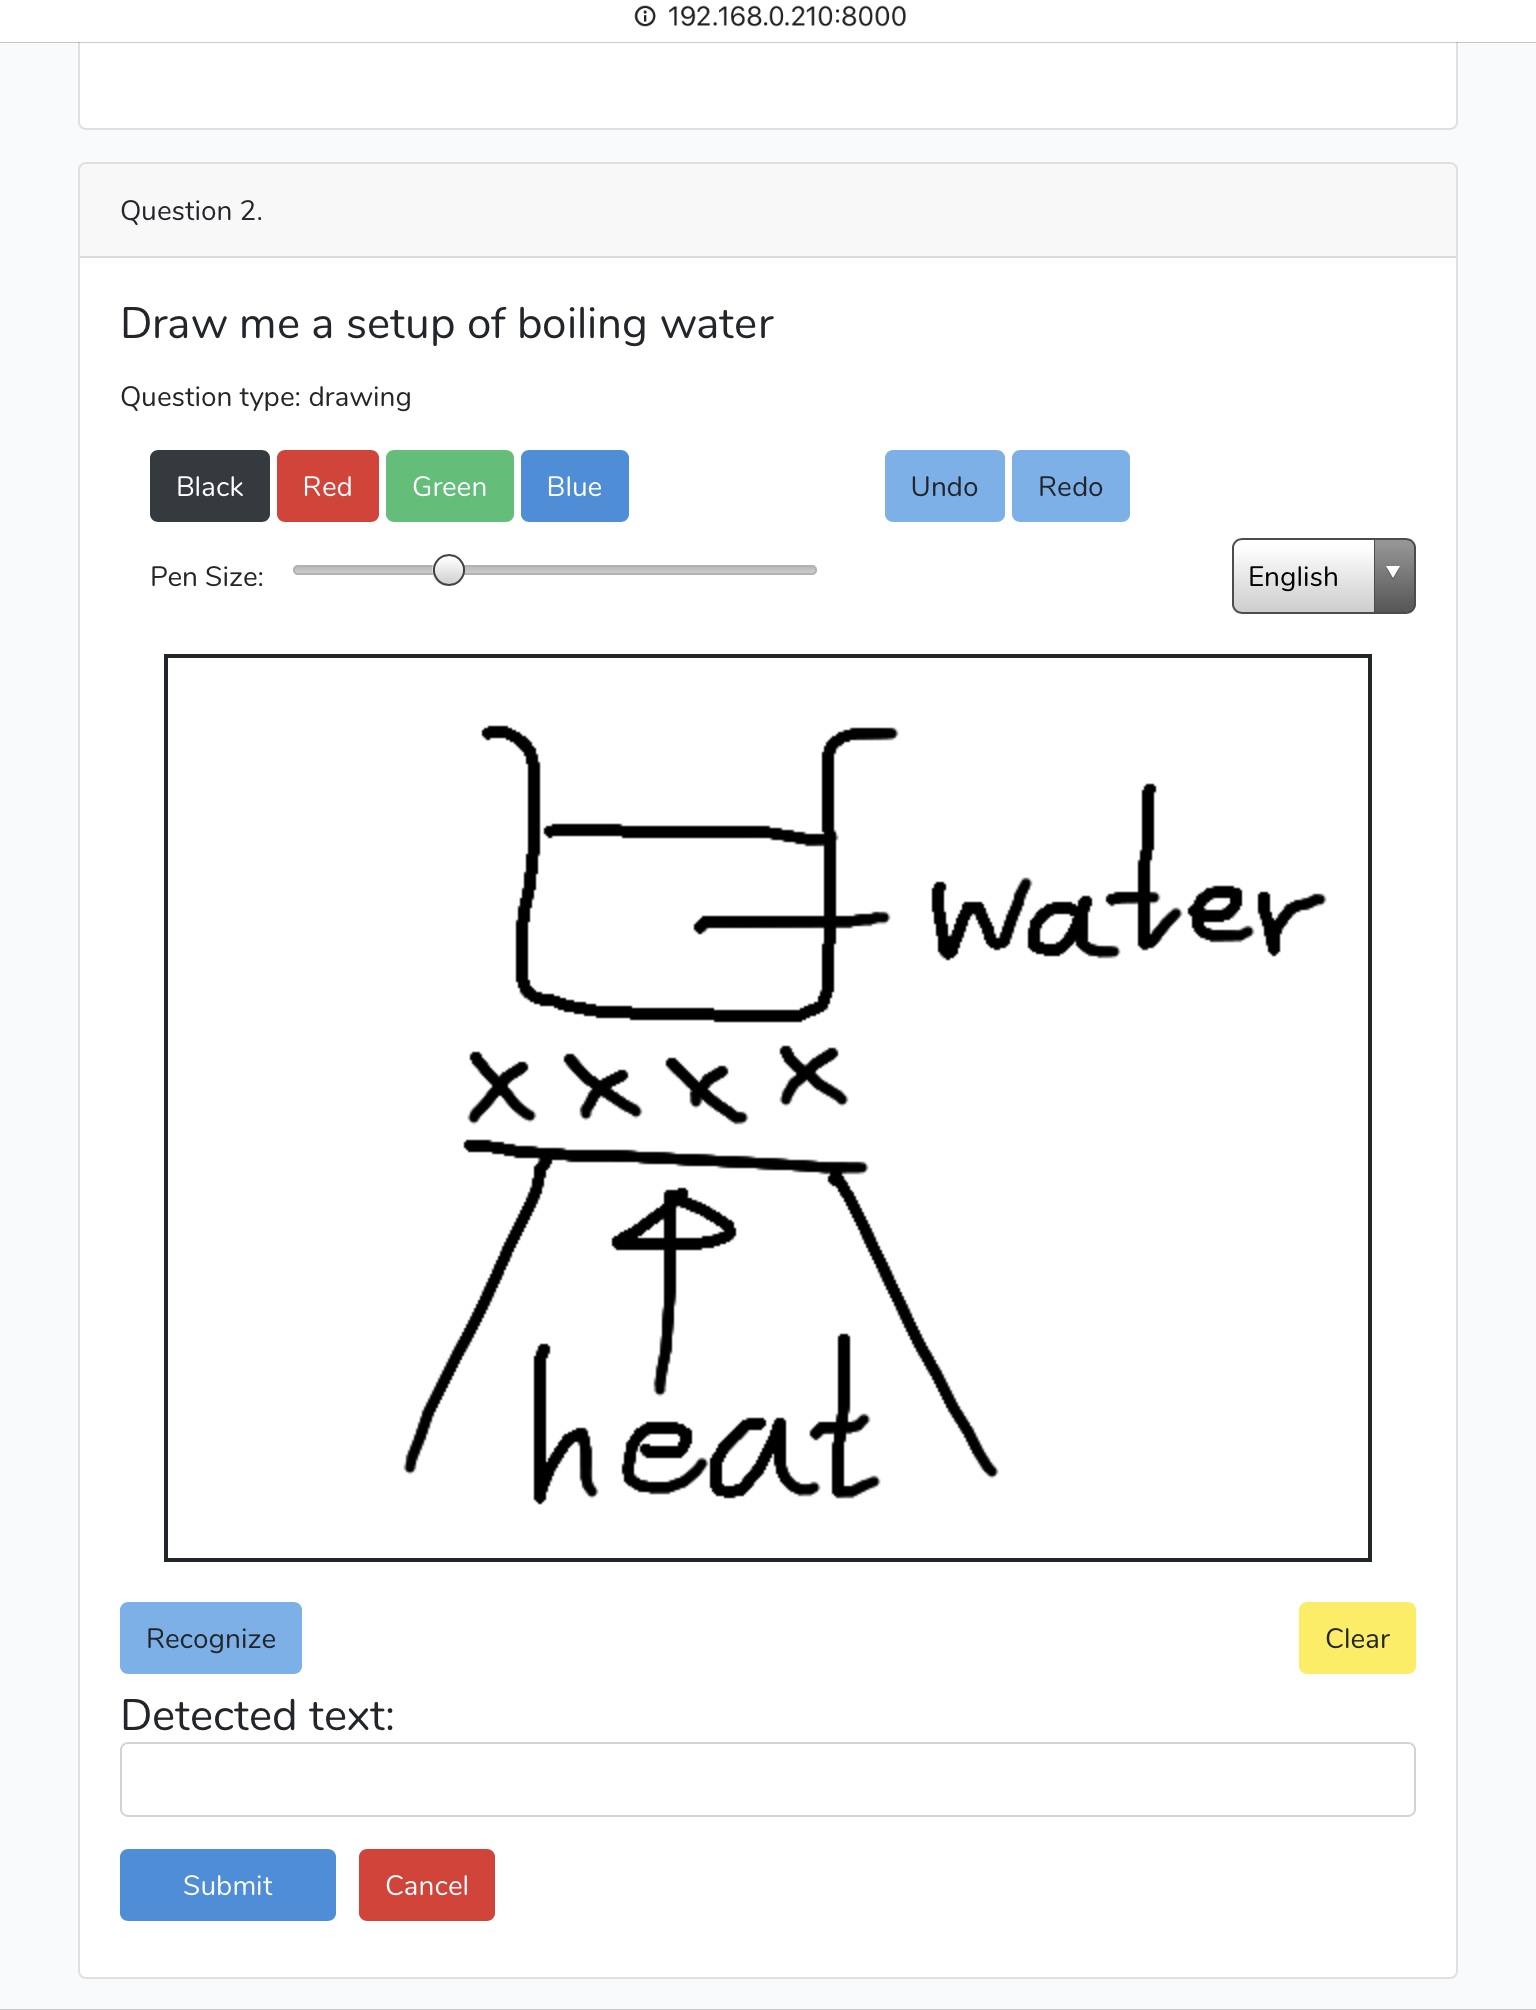 192.168.0.210:8000
Question 2.
Draw me a setup of boiling water
Question type: drawing
Black Red Green Blue Undo Redo
Pen Size: English
water
x x x x
heat
Recognize Clear
Detected text:
Submit Cancel